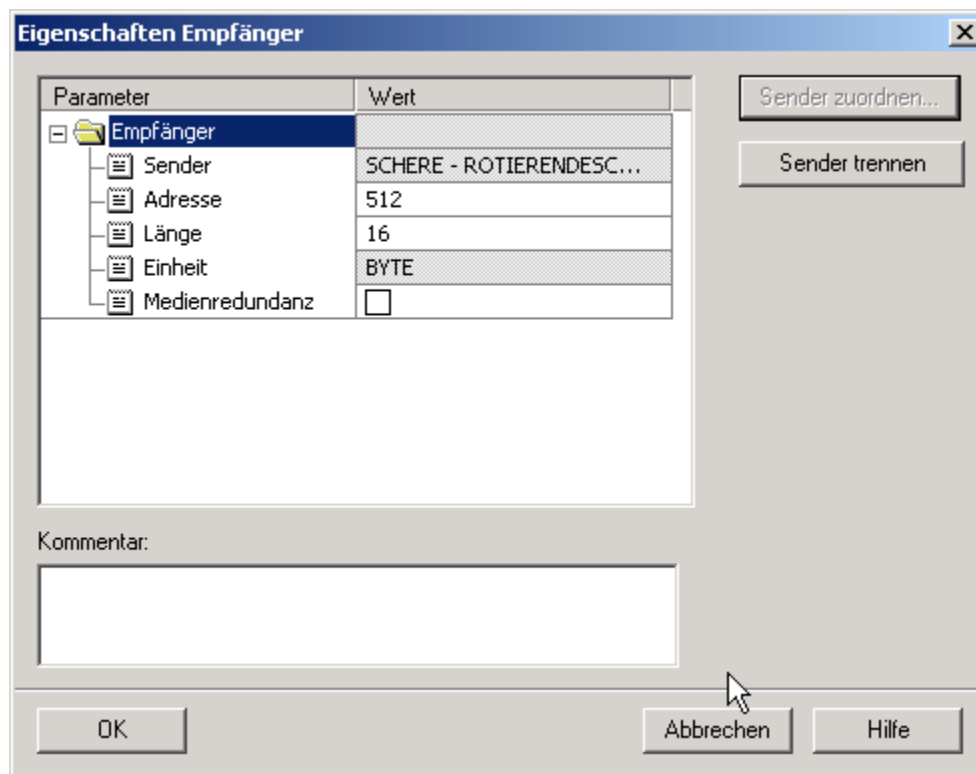 Eigenschaften Empfänger
Parameter Wert
Empfänger
Sender SCHERE - ROTIERENDESC...
Adresse 512
Länge 16
Einheit BYTE
Medienredundanz
Sender zuordnen...
Sender trennen
Kommentar:
OK Abbrechen Hilfe